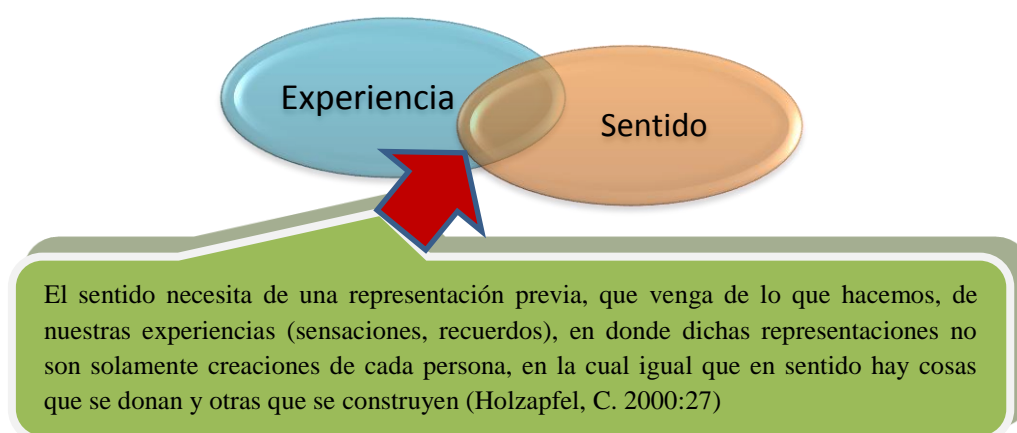 Experiencia
Sentido
El sentido necesita de una representación previa, que venga de lo que hacemos, de
nuestras experiencias (sensaciones, recuerdos), en donde dichas representaciones no
son solamente creaciones de cada persona, en la cual igual que en sentido hay cosas
que se donan y otras que se construyen (Holzapfel, C. 2000:27)